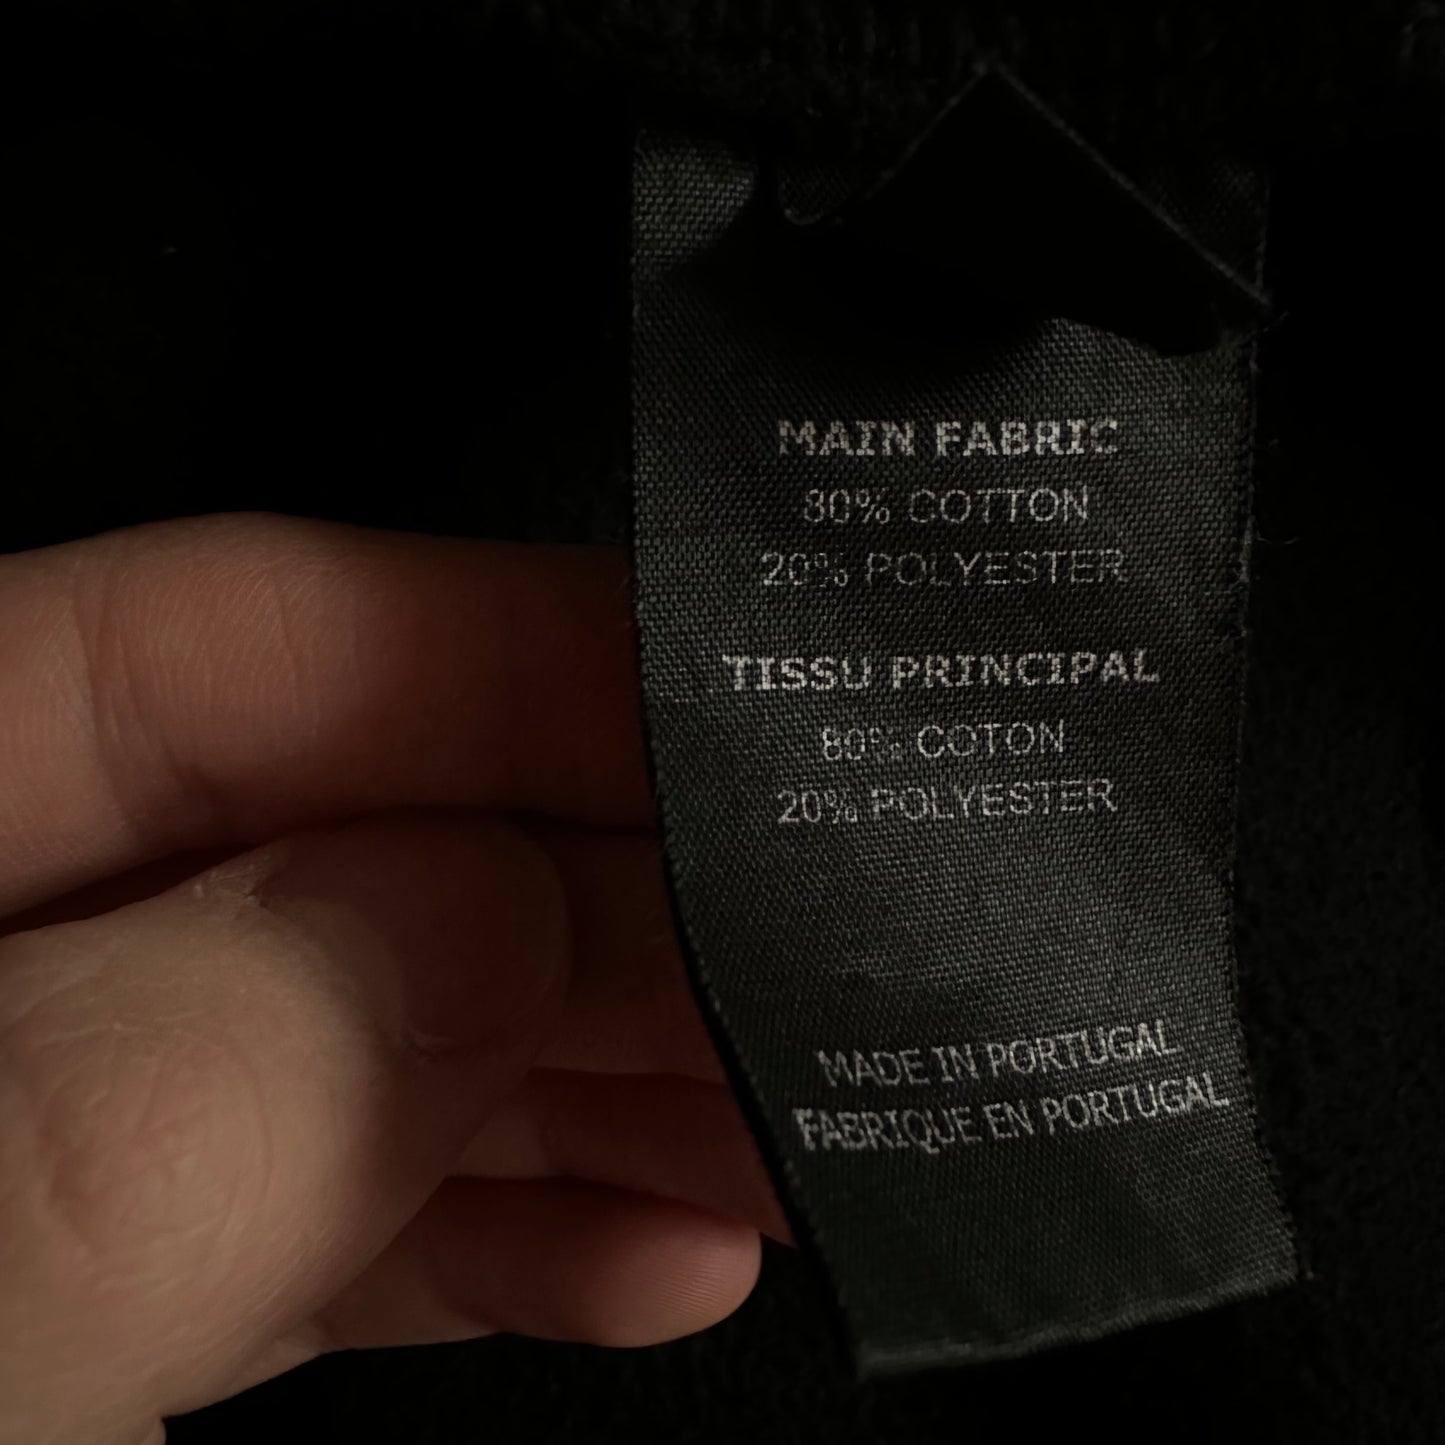 MAIN FABRIC
80% COTTON
20% POLYESTER
TISSU PRINCIPAL
80% COTON
20% POLYESTER
MADE IN PORTUGAL
FABRIQUE EN PORTUGAL